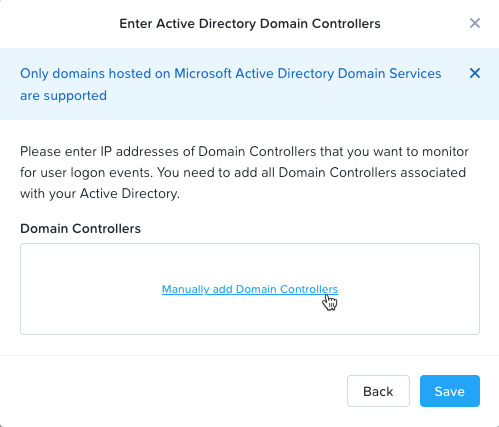 Enter Active Directory Domain Controllers
Only domains hosted on Microsoft Active Directory Domain Services
are supported
Please enter IP addresses of Domain Controllers that you want to monitor
for user logon events. You need to add all Domain Controllers associated
with your Active Directory.
Domain Controllers
Manually add Domain Controllers
Back
Save